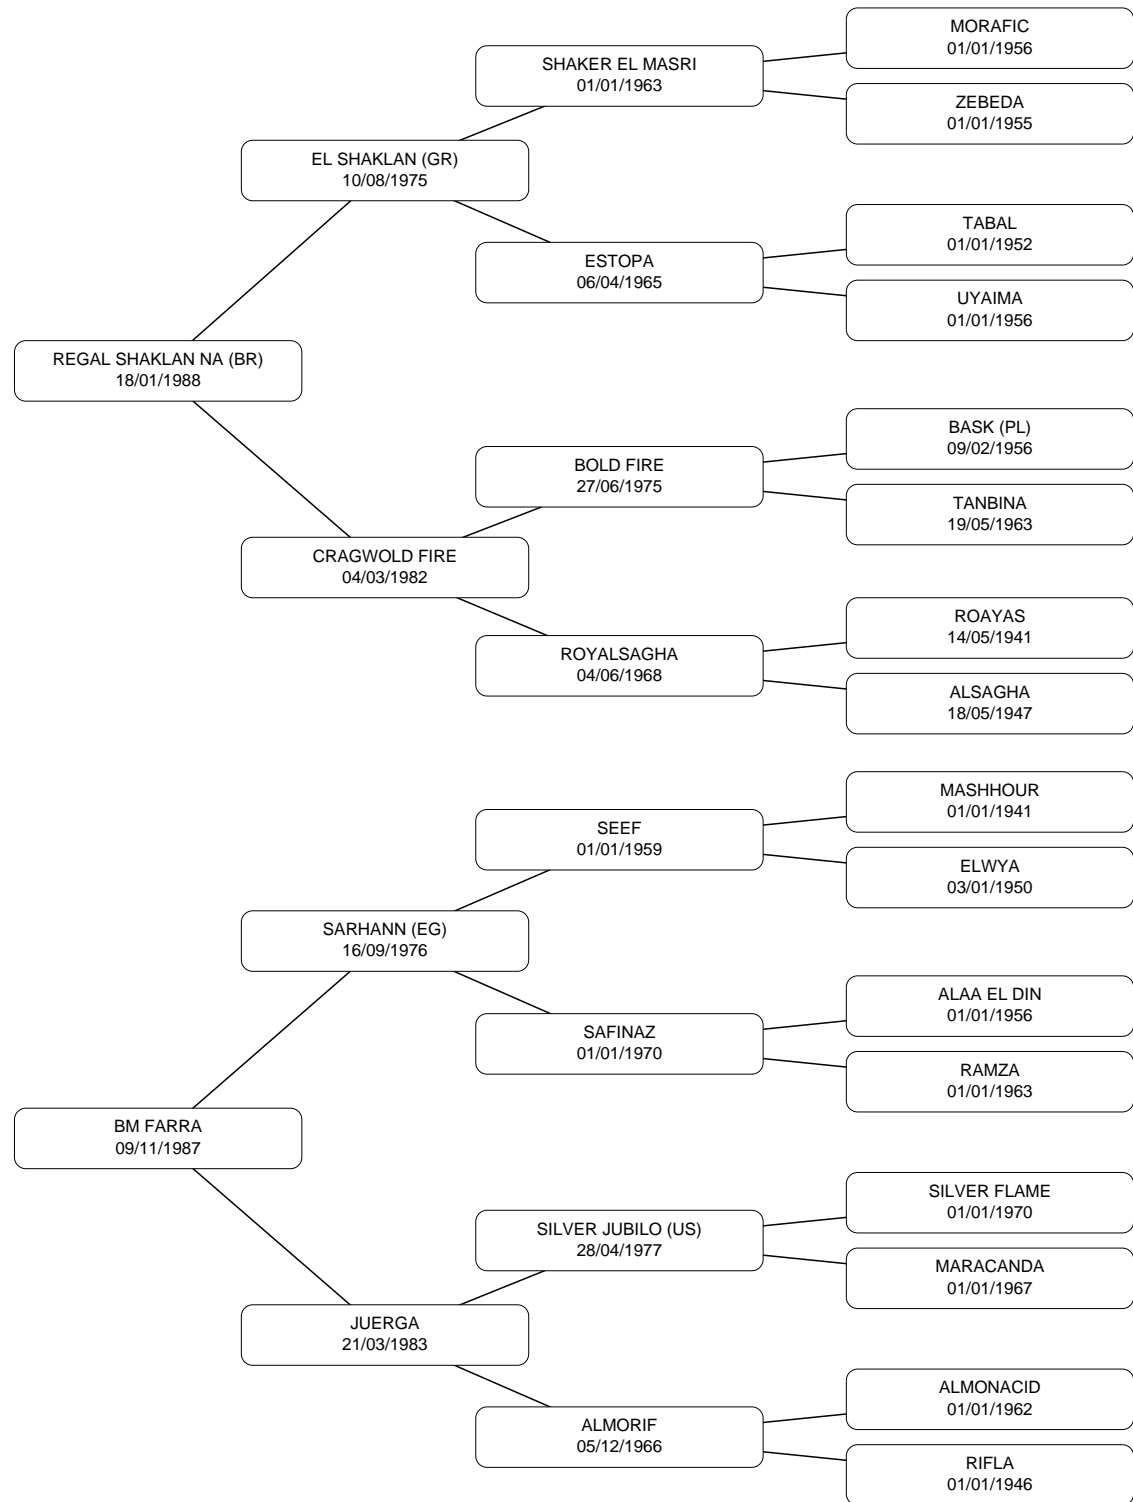 MORAFIC
01/01/1956
SHAKER EL MASRI
01/01/1963
ZEBEDA
01/01/1955
EL SHAKLAN (GR)
10/08/1975
TABAL
01/01/1952
ESTOPA
06/04/1965
UYAIMA
01/01/1956
REGAL SHAKLAN NA (BR)
18/01/1988
BASK (PL)
09/02/1956
BOLD FIRE
27/06/1975
TANBINA
19/05/1963
CRAGWOLD FIRE
04/03/1982
ROAYAS
14/05/1941
ROYALSAGHA
04/06/1968
ALSAGHA
18/05/1947
MASHHOUR
01/01/1941
SEEF
01/01/1959
ELWYA
03/01/1950
SARHANN (EG)
16/09/1976
ALAA EL DIN
01/01/1956
SAFINAZ
01/01/1970
RAMZA
01/01/1963
BM FARRA
09/11/1987
SILVER FLAME
01/01/1970
SILVER JUBILO (US)
28/04/1977
MARACANDA
01/01/1967
JUERGA
21/03/1983
ALMONACID
01/01/1962
ALMORIF
05/12/1966
RIFLA
01/01/1946